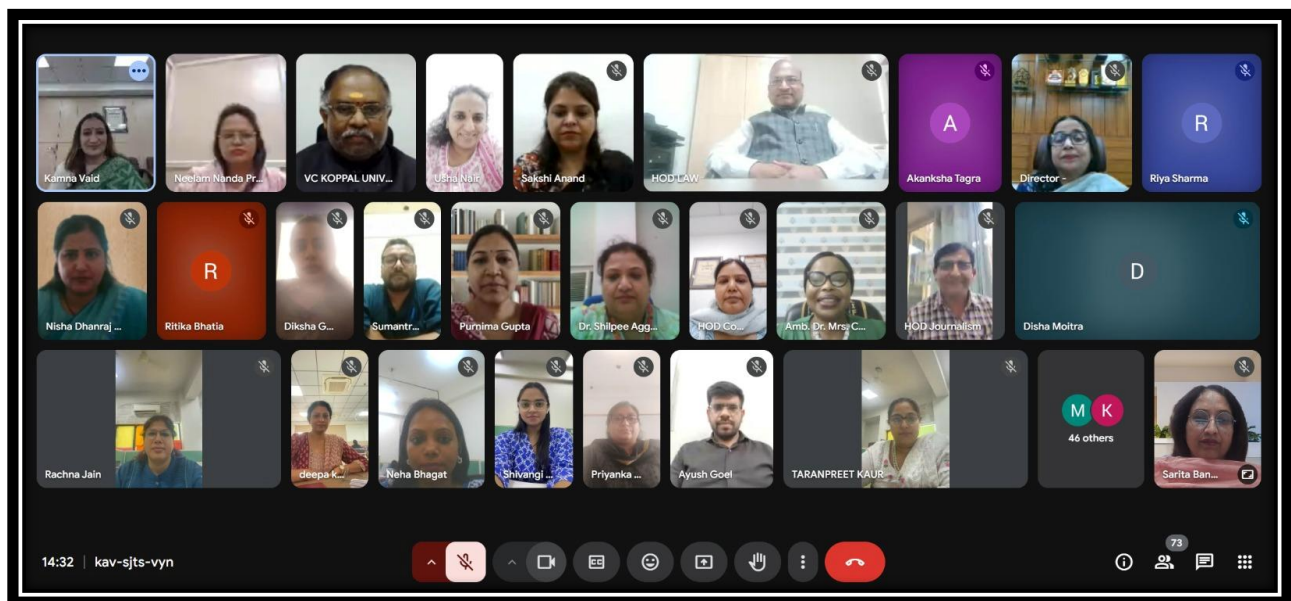 Kamna Vaid
Neelam Nanda Pr...
VC KOPPAL UNIV...
Usha Nair
Sakshi Anand
HOD LAW
A
Akanksha Tagra
Director -
R
Riya Sharma
Nisha Dhanraj ...
R
Ritika Bhatia
Diksha G...
Sumantr...
Purnima Gupta
Dr. Shilpee Agg...
HOD Co...
Amb. Dr. Mrs. C...
HOD Journalism
D
Disha Moitra
Rachna Jain
deepa k...
Neha Bhagat
Shivangi ...
Priyanka ...
Ayush Goel
TARANPREET KAUR
M K
46 others
Sarita Ban...
14:32 | kav-sjts-vyn
CC
73